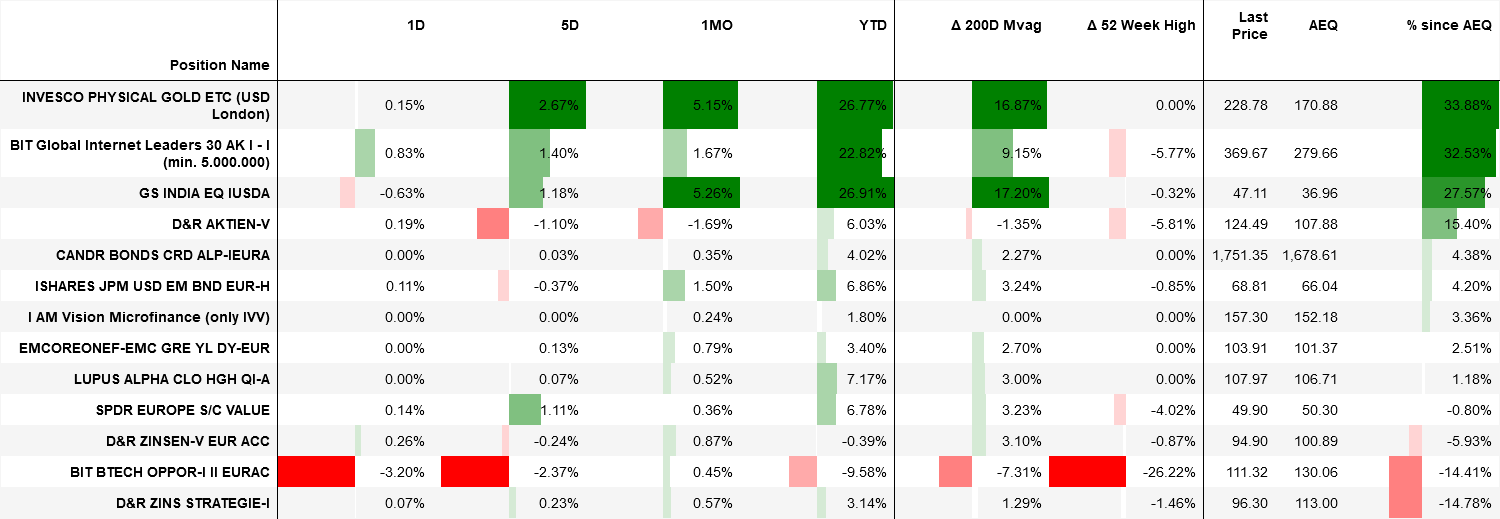 Position Name 1D 5D 1MO YTD Δ 200D Mvag Δ 52 Week High Last Price AEQ % since AEQ
INVESCO PHYSICAL GOLD ETC (USD
London) 0.15% 2.67% 5.15% 26.77% 16.87% 0.00% 228.78 170.88 33.88%
BIT Global Internet Leaders 30 AK I - I
(min. 5.000.000) 0.83% 1.40% 1.67% 22.82% 9.15% -5.77% 369.67 279.66 32.53%
GS INDIA EQ IUSDA -0.63% 1.18% 5.26% 26.91% 17.20% -0.32% 47.11 36.96 27.57%
D&R AKTIEN-V 0.19% -1.10% -1.69% 6.03% -1.35% -5.81% 124.49 107.88 15.40%
CANDR BONDS CRD ALP-IEURA 0.00% 0.03% 0.35% 4.02% 2.27% 0.00% 1,751.35 1,678.61 4.38%
ISHARES JPM USD EM BND EUR-H 0.11% -0.37% 1.50% 6.86% 3.24% -0.85% 68.81 66.04 4.20%
I AM Vision Microfinance (only IVV) 0.00% 0.00% 0.24% 1.80% 0.00% 0.00% 157.30 152.18 3.36%
EMCOREONEF-EMC GRE YL DY-EUR 0.00% 0.13% 0.79% 3.40% 2.70% 0.00% 103.91 101.37 2.51%
LUPUS ALPHA CLO HGH QI-A 0.00% 0.07% 0.52% 7.17% 3.00% 0.00% 107.97 106.71 1.18%
SPDR EUROPE S/C VALUE 0.14% 1.11% 0.36% 6.78% 3.23% -4.02% 49.90 50.30 -0.80%
D&R ZINSEN-V EUR ACC 0.26% -0.24% 0.87% -0.39% 3.10% -0.87% 94.90 100.89 -5.93%
BIT BTECH OPPOR-I II EURAC -3.20% -2.37% 0.45% -9.58% -7.31% -26.22% 111.32 130.06 -14.41%
D&R ZINS STRATEGIE-I 0.07% 0.23% 0.57% 3.14% 1.29% -1.46% 96.30 113.00 -14.78%